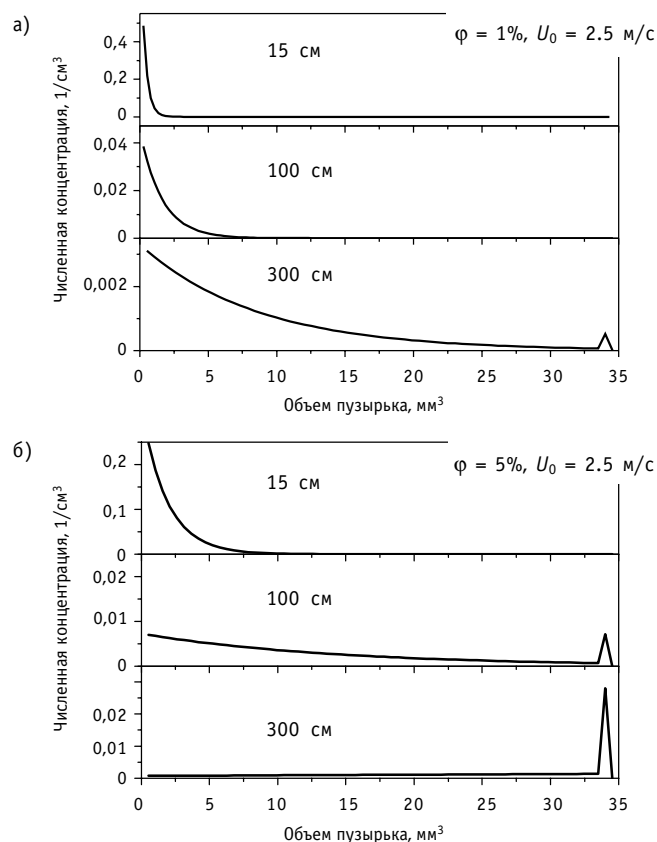 а)
φ = 1%, U₀ = 2.5 м/с
Численная концентрация, 1/см³
15 см
0,4
0,2
0
100 см
0,04
0,02
0
300 см
0,002
0
0 5 10 15 20 25 30 35
Объем пузырька, мм³
б)
φ = 5%, U₀ = 2.5 м/с
Численная концентрация, 1/см³
15 см
0,2
0,1
0
100 см
0,02
0,01
0
300 см
0,02
0,01
0
0 5 10 15 20 25 30 35
Объем пузырька, мм³